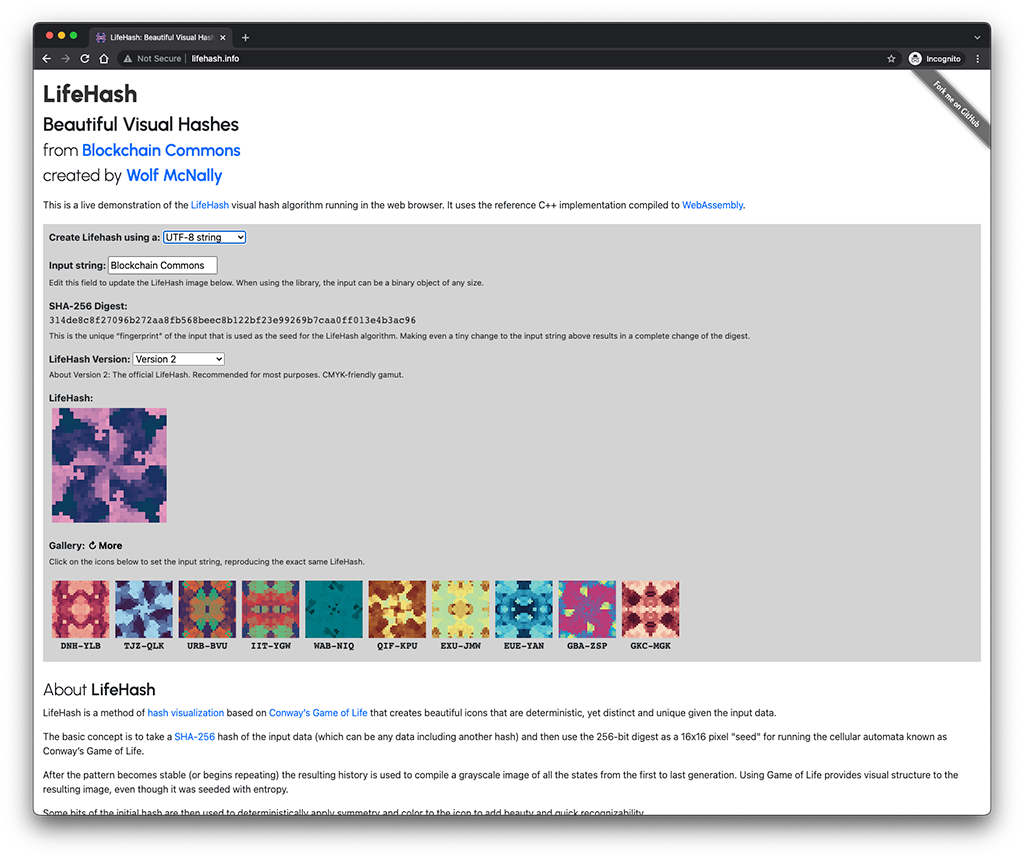 LifeHash: Beautiful Visual Hash
Not Secure | lifehash.info
Incognito
Fork me on GitHub
LifeHash
Beautiful Visual Hashes
from Blockchain Commons
created by Wolf McNally
This is a live demonstration of the LifeHash visual hash algorithm running in the web browser. It uses the reference C++ implementation compiled to WebAssembly.
Create Lifehash using a: UTF-8 string
Input string: Blockchain Commons
Edit this field to update the LifeHash image below. When using the library, the input can be a binary object of any size.
SHA-256 Digest:
314de8c8f27096b272aa8fb568beec8b122bf23e99269b7caa0ff013e4b3ac96
This is the unique "fingerprint" of the input that is used as the seed for the LifeHash algorithm. Making even a tiny change to the input string above results in a complete change of the digest.
LifeHash Version: Version 2
About Version 2: The official LifeHash. Recommended for most purposes. CMYK-friendly gamut.
LifeHash:
Gallery: ↻ More
Click on the icons below to set the input string, reproducing the exact same LifeHash.
DNH-YLB TJZ-QLK URB-BVU IIT-YGW WAB-NIQ QIF-KPU EXU-JMW EUE-YAN GBA-ZSP GKC-MGK
About LifeHash
LifeHash is a method of hash visualization based on Conway's Game of Life that creates beautiful icons that are deterministic, yet distinct and unique given the input data.
The basic concept is to take a SHA-256 hash of the input data (which can be any data including another hash) and then use the 256-bit digest as a 16x16 pixel "seed" for running the cellular automata known as
Conway's Game of Life.
After the pattern becomes stable (or begins repeating) the resulting history is used to compile a grayscale image of all the states from the first to last generation. Using Game of Life provides visual structure to the
resulting image, even though it was seeded with entropy.
Some bits of the initial hash are then used to deterministically apply symmetry and color to the icon to add beauty and quick recognizability.